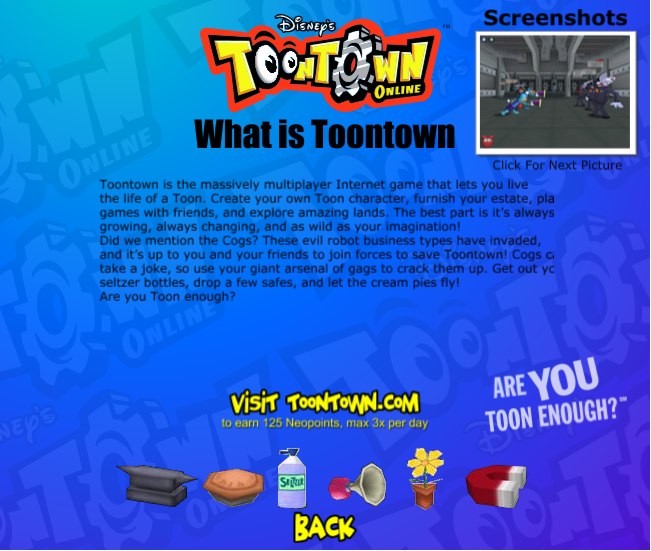 Disney's
TOONTOWN
ONLINE
TM
What is Toontown
Screenshots
Click For Next Picture
Toontown is the massively multiplayer Internet game that lets you live
the life of a Toon. Create your own Toon character, furnish your estate, pla
games with friends, and explore amazing lands. The best part is it's always
growing, always changing, and as wild as your imagination!
Did we mention the Cogs? These evil robot business types have invaded,
and it's up to you and your friends to join forces to save Toontown! Cogs ca
take a joke, so use your giant arsenal of gags to crack them up. Get out yo
seltzer bottles, drop a few safes, and let the cream pies fly!
Are you Toon enough?
ARE YOU
TOON ENOUGH?℠
VISIT TOONTOWN.COM
to earn 125 Neopoints, max 3x per day
SELTZER
BACK